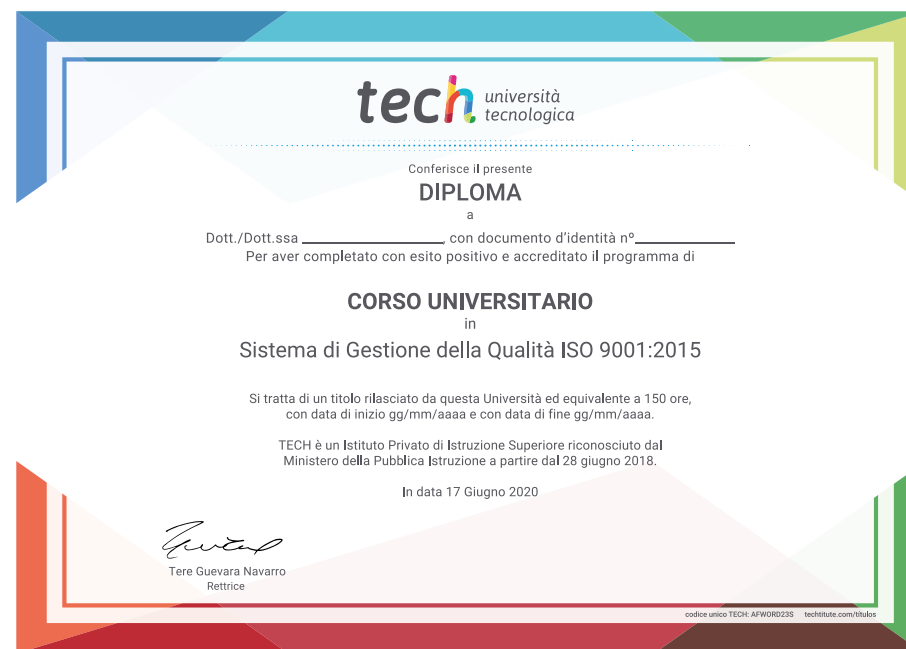 tech università
tecnologica
Conferisce il presente
DIPLOMA
a
Dott./Dott.ssa ____________________, con documento d'identità nº______________
Per aver completato con esito positivo e accreditato il programma di
CORSO UNIVERSITARIO
in
Sistema di Gestione della Qualità ISO 9001:2015
Si tratta di un titolo rilasciato da questa Università ed equivalente a 150 ore,
con data di inizio gg/mm/aaaa e con data di fine gg/mm/aaaa.
TECH è un Istituto Privato di Istruzione Superiore riconosciuto dal
Ministero della Pubblica Istruzione a partire dal 28 giugno 2018.
In data 17 Giugno 2020
Tere Guevara Navarro
Rettrice
codice unico TECH: AFWORD23S techtitute.com/titulos